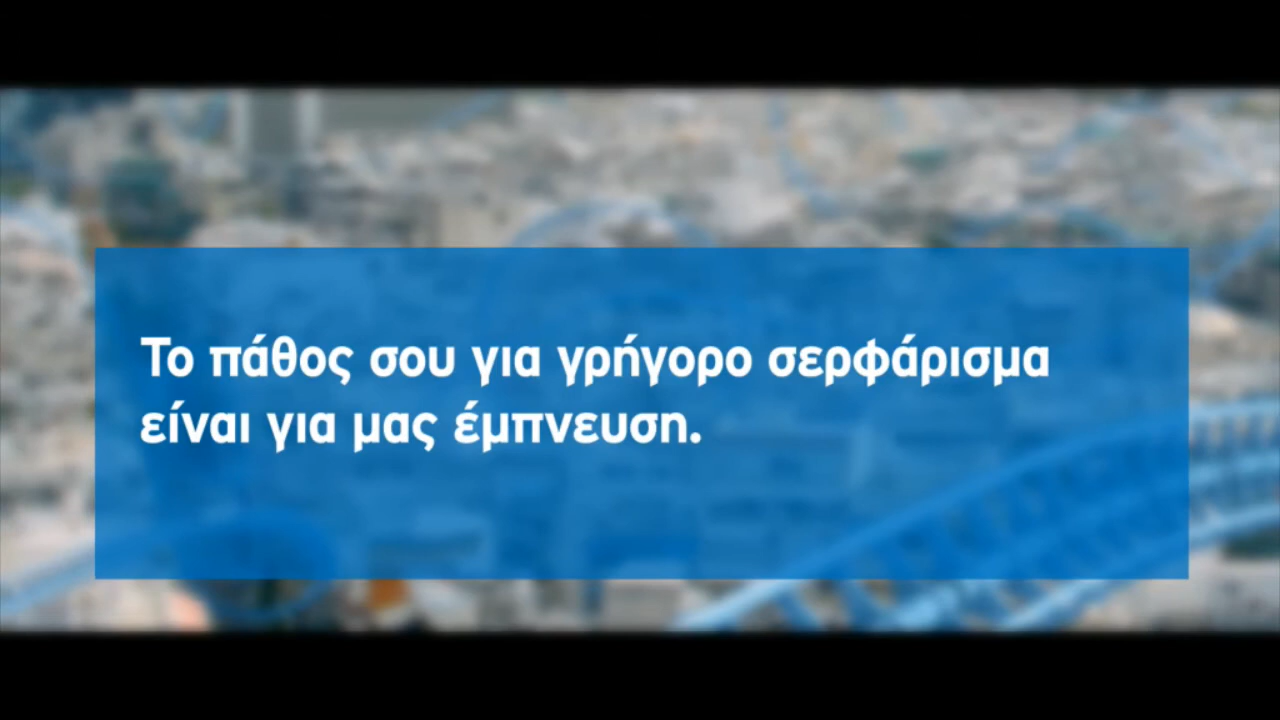 Το πάθος σου για γρήγορο σερφάρισμα
είναι για μας έμπνευση.